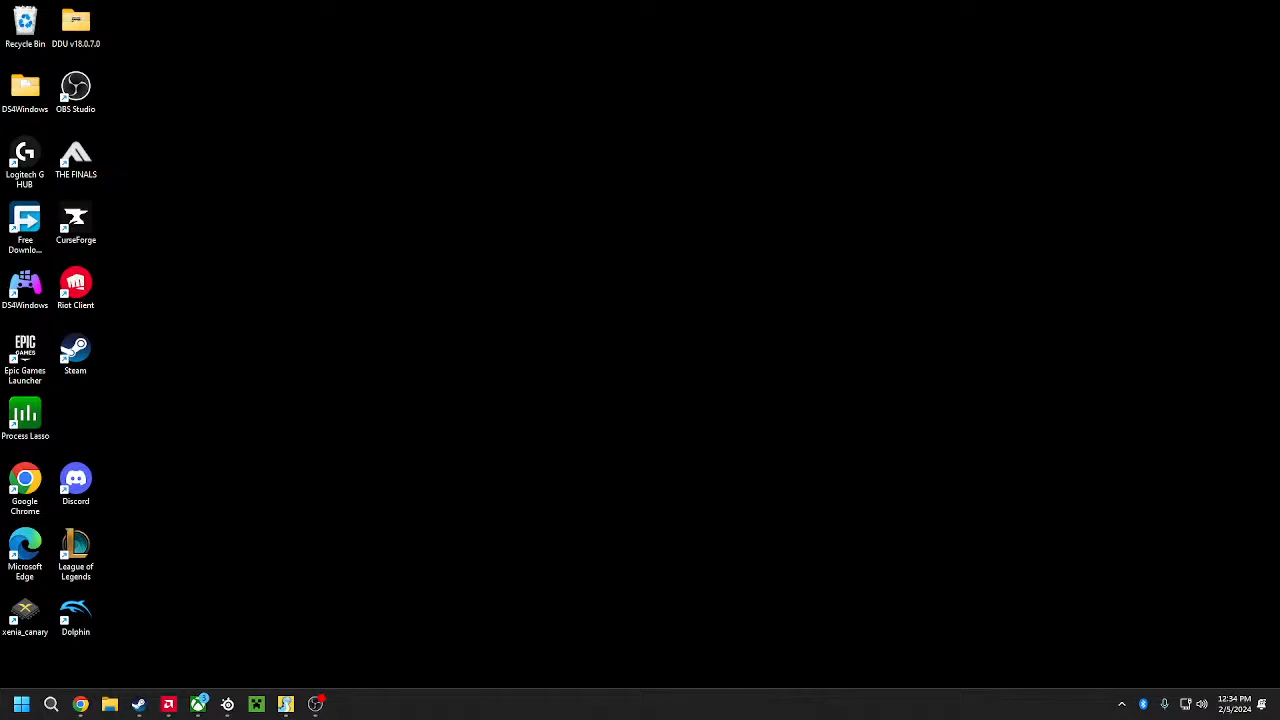 Recycle Bin
DDU v18.0.7.0
DS4Windows
OBS Studio
Logitech G
HUB
THE FINALS
Free
Downlo...
CurseForge
DS4Windows
Riot Client
EPIC
GAMES
Epic Games
Launcher
Steam
Process Lasso
Google
Chrome
Discord
Microsoft
Edge
League of
Legends
xenia_canary
Dolphin
3
12:34 PM
2/5/2024